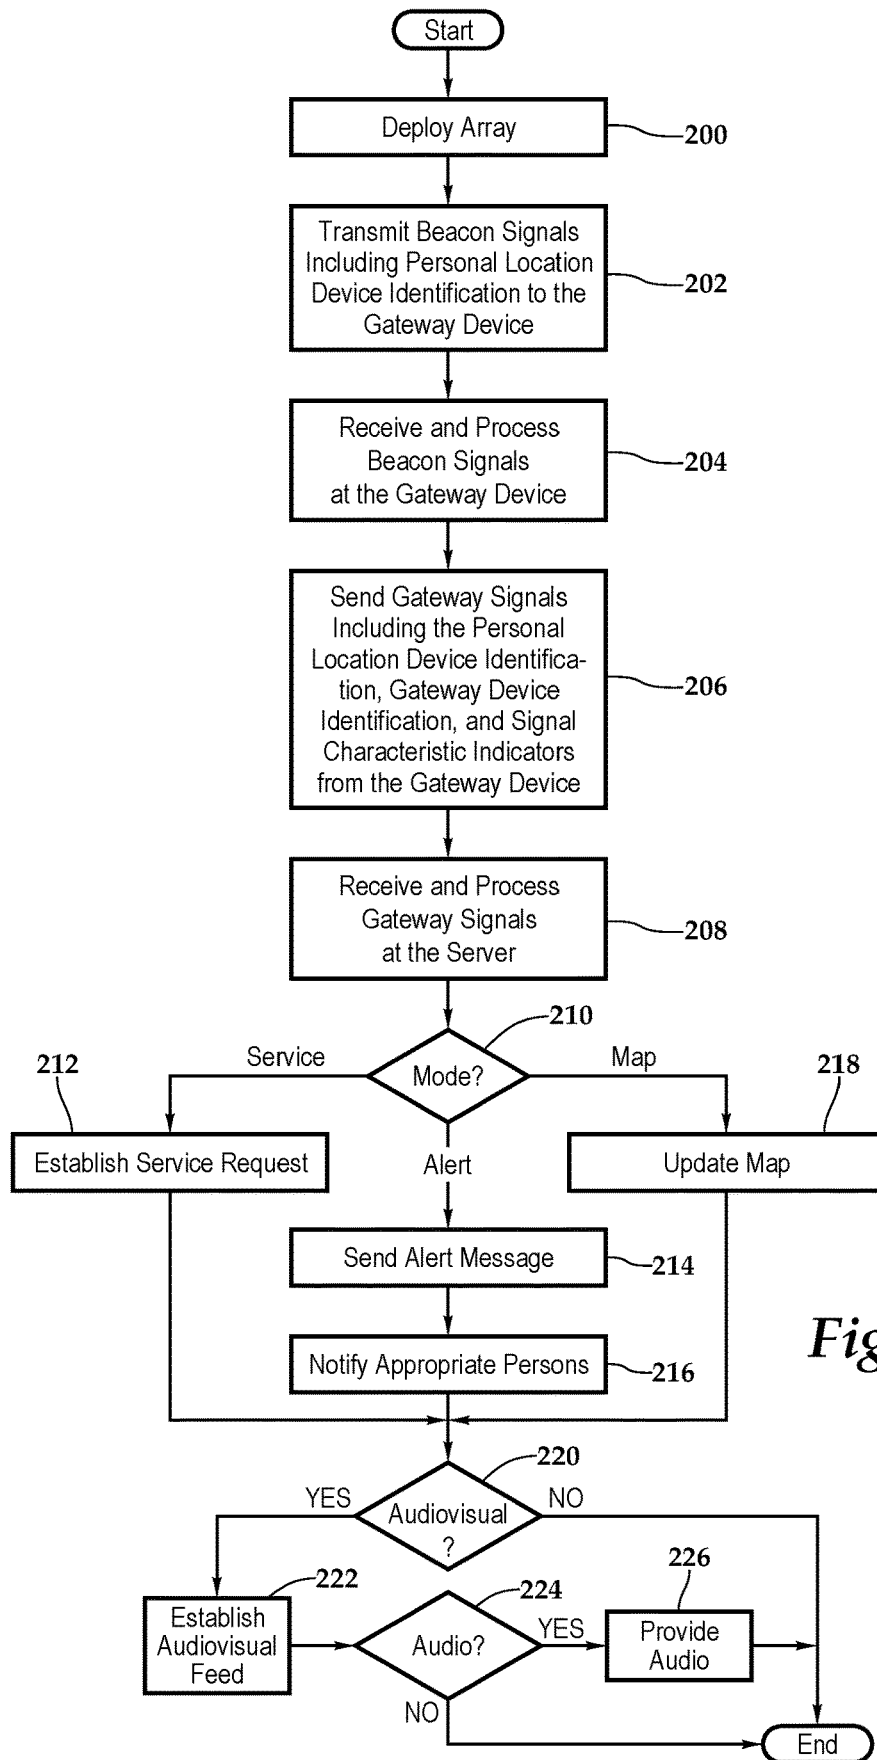 Start
Deploy Array
200
Transmit Beacon Signals
Including Personal Location
Device Identification to the
Gateway Device
202
Receive and Process
Beacon Signals
at the Gateway Device
204
Send Gateway Signals
Including the Personal
Location Device Identifica-
tion, Gateway Device
Identification, and Signal
Characteristic Indicators
from the Gateway Device
206
Receive and Process
Gateway Signals
at the Server
208
210
Mode?
Service
Map
Alert
212
Establish Service Request
218
Update Map
Send Alert Message
214
Notify Appropriate Persons
216
Fig
220
Audiovisual
?
YES
NO
222
Establish
Audiovisual
Feed
224
Audio?
YES
NO
226
Provide
Audio
End